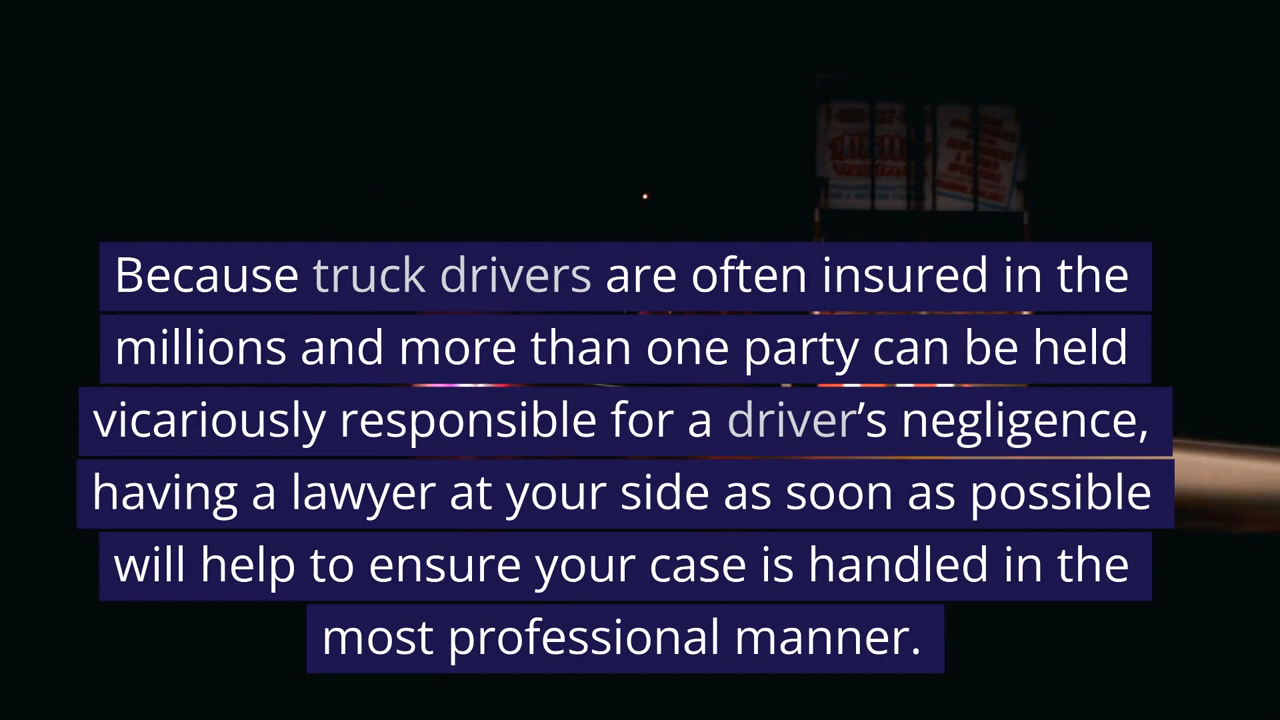 Because truck drivers are often insured in the
millions and more than one party can be held
vicariously responsible for a driver’s negligence,
having a lawyer at your side as soon as possible
will help to ensure your case is handled in the
most professional manner.